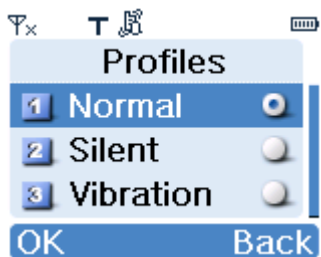 T
Profiles
1 Normal
2 Silent
3 Vibration
OK Back